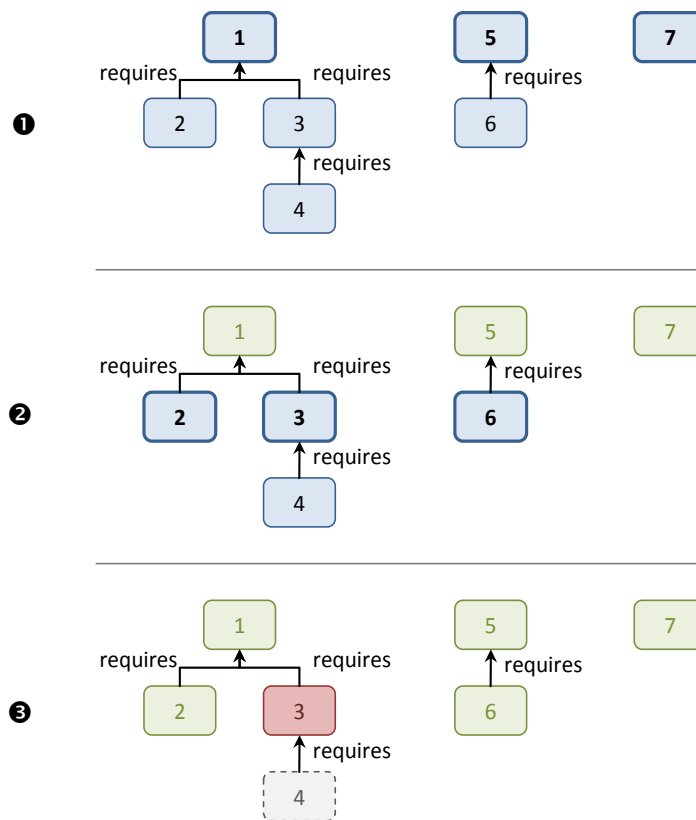 1 5 7
requires requires requires
❶ 2 3 6
requires
4
1 5 7
requires requires requires
❷ 2 3 6
requires
4
1 5 7
requires requires requires
❸ 2 3 6
requires
4